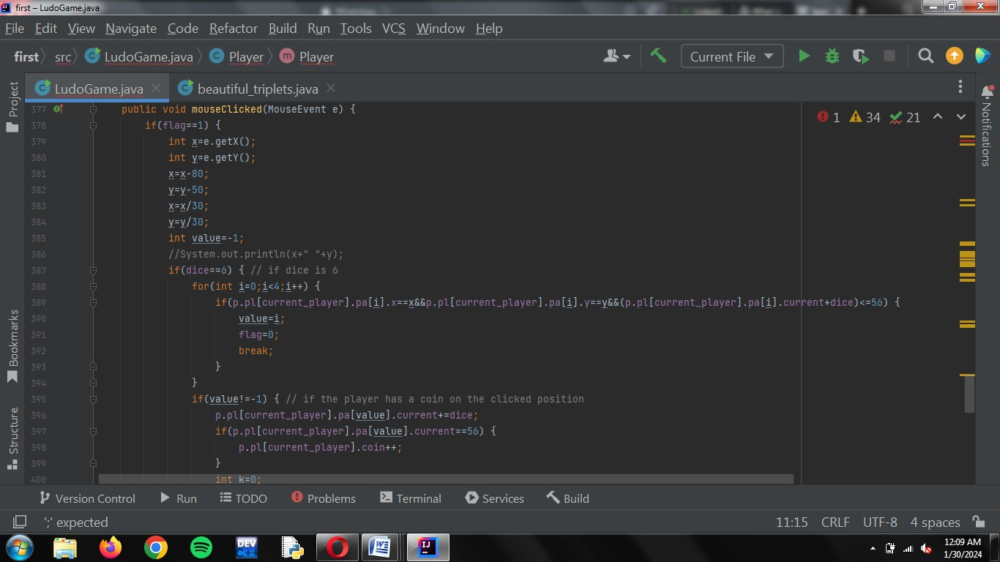 first – LudoGame.java
File Edit View Navigate Code Refactor Build Run Tools VCS Window Help
first src LudoGame.java Player Player Current File
LudoGame.java beautiful_triplets.java
Project
Bookmarks
Structure
Notifications
1 34 21
377 public void mouseClicked(MouseEvent e) {
378 if(flag==1) {
379 int x=e.getX();
380 int y=e.getY();
381 x=x-80;
382 y=y-50;
383 x=x/30;
384 y=y/30;
385 int value=-1;
386 //System.out.println(x+" "+y);
387 if(dice==6) { // if dice is 6
388 for(int i=0;i<4;i++) {
389 if(p.pl[current_player].pa[i].x==x&&p.pl[current_player].pa[i].y==y&&(p.pl[current_player].pa[i].current+dice)<=56) {
390 value=i;
391 flag=0;
392 break;
393 }
394 }
395 if(value!=-1) { // if the player has a coin on the clicked position
396 p.pl[current_player].pa[value].current+=dice;
397 if(p.pl[current_player].pa[value].current==56) {
398 p.pl[current_player].coin++;
399 }
400 int k=0;
Version Control Run TODO Problems Terminal Services Build
';' expected 11:15 CRLF UTF-8 4 spaces
DEV C++
IJ
12:09 AM
1/30/2024